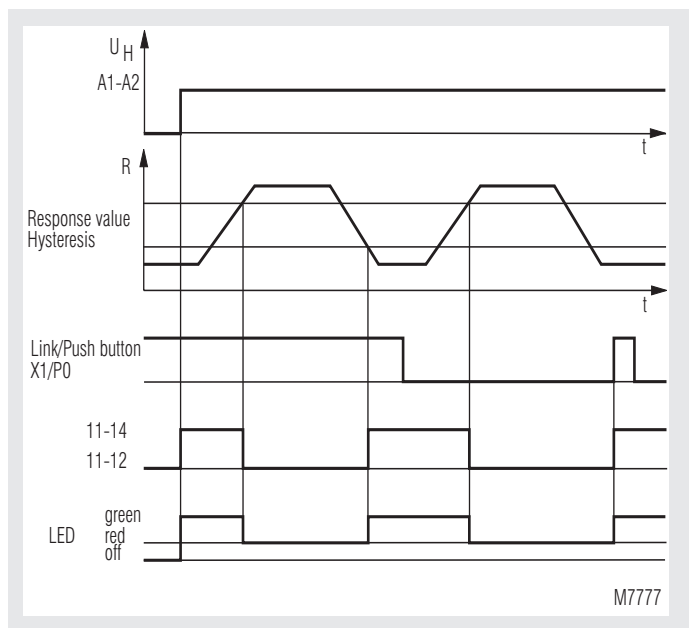 U H
A1-A2
t
R
Response value
Hysteresis
t
Link/Push button
X1/P0
11-14
11-12
green
LED red
off
M7777